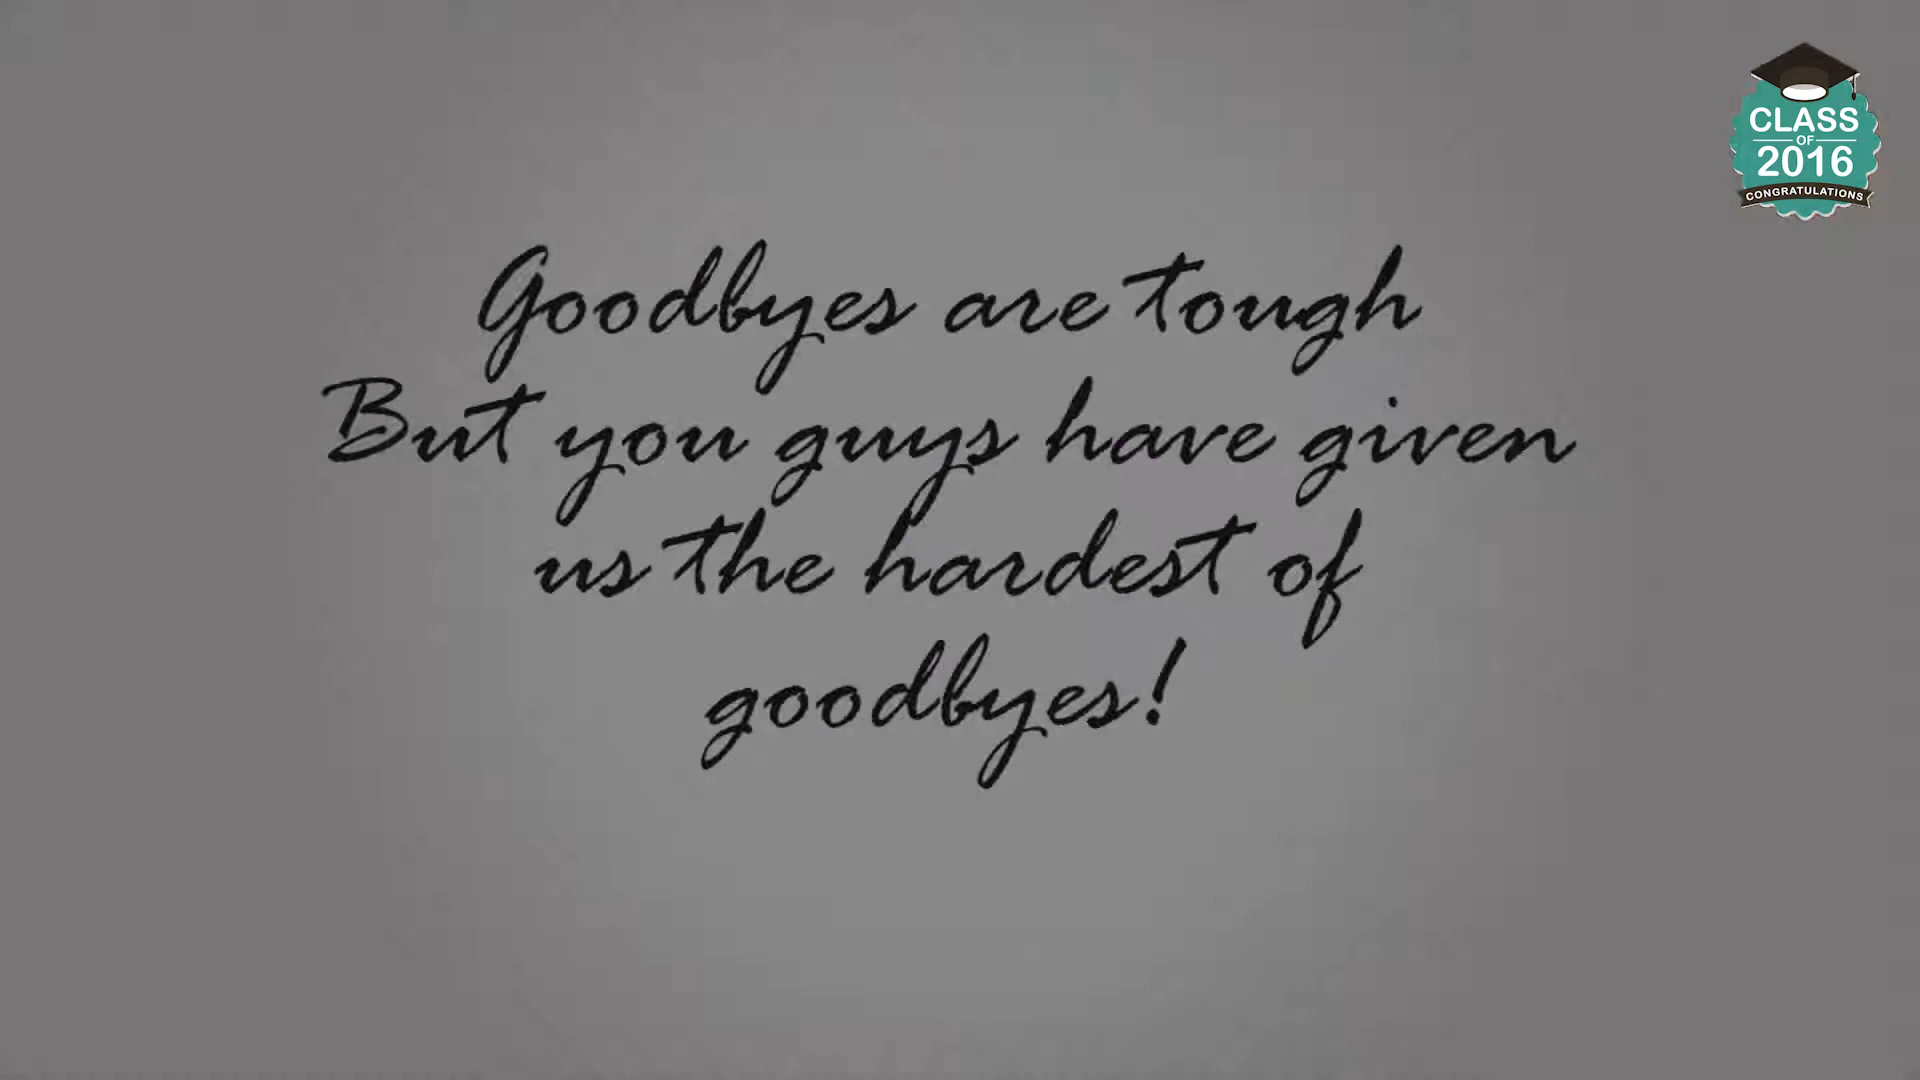 CLASS
OF
2016
CONGRATULATIONS
Goodbyes are tough
But you guys have given
us the hardest of
goodbyes!